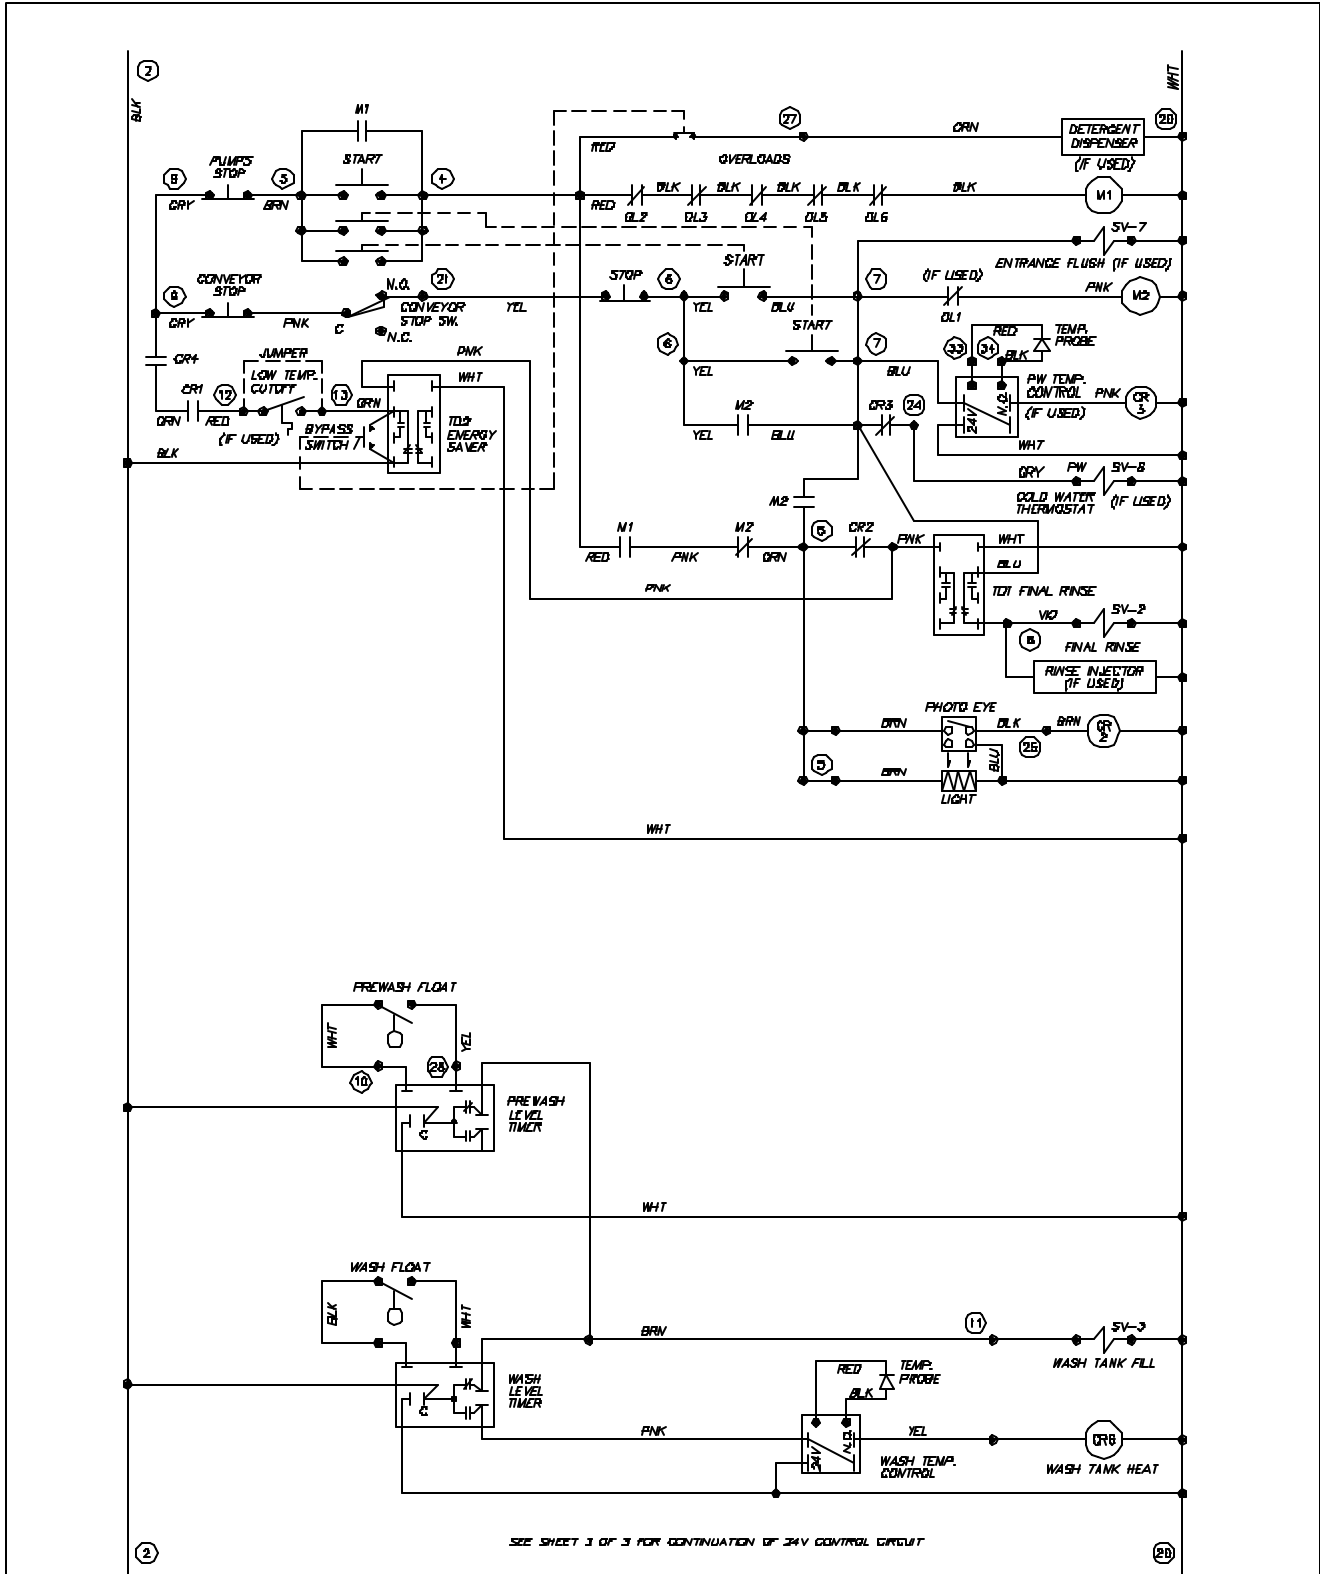 2
BLK
WHT
M1
START
PUMPS
STOP
GRY
BRN
3
4
RED
27
ORN
20
DETERGENT
DISPENSER
(IF USED)
OVERLOADS
RED
BLK
BLK
BLK
BLK
BLK
OL2
OL3
OL4
OL5
OL6
M1
SV-7
ENTRANCE FLUSH (IF USED)
CONVEYOR
STOP
GRY
PNK
C
N.O.
21
CONVEYOR
STOP SW.
N.C.
YEL
STOP
6
YEL
START
BLU
7
(IF USED)
OL1
PNK
M2
START
6
YEL
7
BLU
33
34
RED
BLK
TEMP.
PROBE
24V
N.O.
PW TEMP.
CONTROL
(IF USED)
PNK
CR
3
WHT
CR4
CR1
ORN
RED
12
JUMPER
LOW TEMP.
CUTOFF
(IF USED)
13
ORN
BYPASS
SWITCH
BLK
PNK
WHT
TD2
ENERGY
SAVER
M2
YEL
BLU
CR3
24
GRY
PW
SV-8
COLD WATER
THERMOSTAT
(IF USED)
M2
M1
RED
PNK
M2
ORN
5
CR2
PNK
WHT
BLU
TD1 FINAL RINSE
PNK
VIO
SV-2
8
FINAL RINSE
RINSE INJECTOR
(IF USED)
PHOTO EYE
BRN
BLK
26
BRN
CR
2
5
BRN
BLU
LIGHT
WHT
PREWASH FLOAT
WHT
YEL
10
28
C
PREWASH
LEVEL
TIMER
WHT
WASH FLOAT
BLK
WHT
C
WASH
LEVEL
TIMER
BRN
11
SV-3
WASH TANK FILL
RED
BLK
TEMP.
PROBE
PNK
24V
N.O.
YEL
WASH TEMP.
CONTROL
CR8
WASH TANK HEAT
2
SEE SHEET 3 OF 3 FOR CONTINUATION OF 24V CONTROL CIRCUIT
20